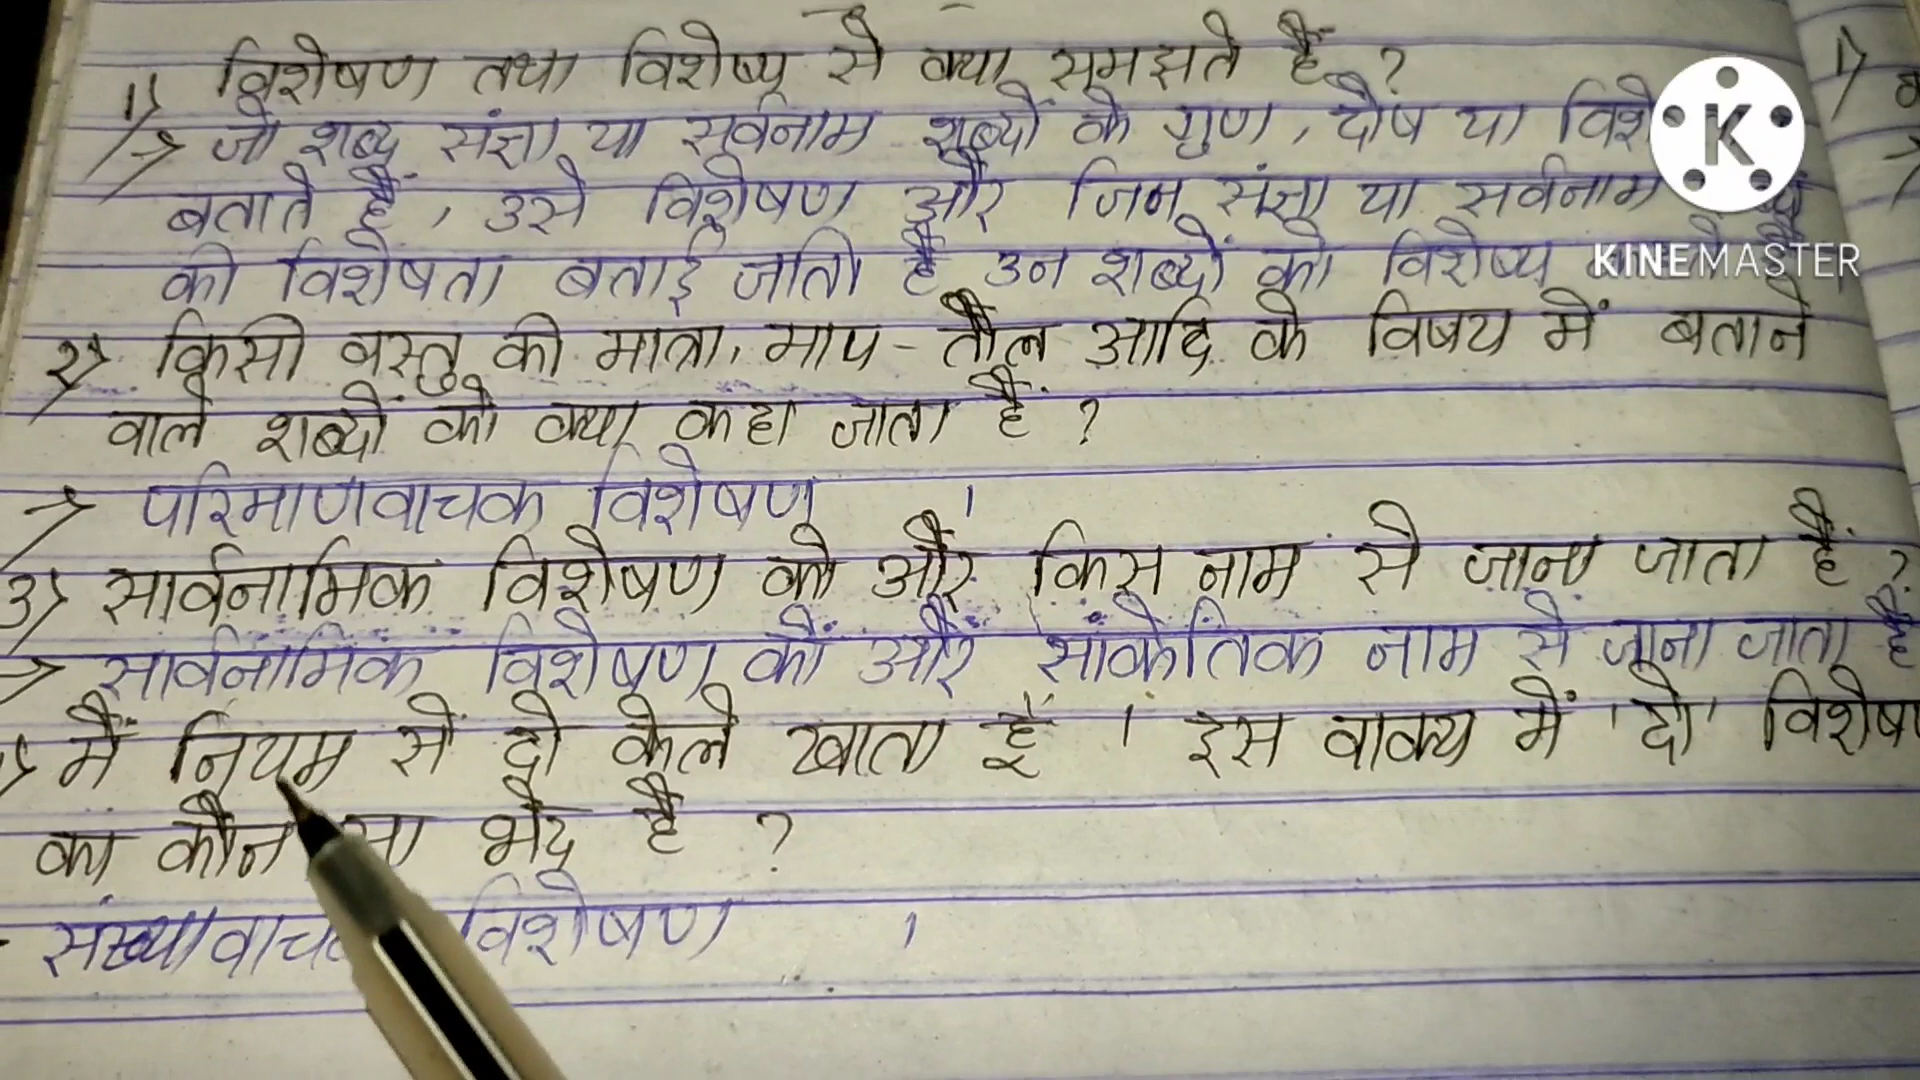 1) विशेषण तथा विशेष्य से क्या समझते हैं ?
→ जो शब्द संज्ञा या सर्वनाम शब्दों के गुण, दोष या
बताते हैं, उसे विशेषण और जिन संज्ञा या सर्वनाम
की विशेषता बताई जाती है उन शब्दों को विशेष्य
2) किसी वस्तु की मात्रा, माप - तौल आदि के विषय में बताने
वाले शब्दों को क्या कहा जाता है ?
→ परिमाणवाचक विशेषण ।
3) सार्वनामिक विशेषण को और किस नाम से जाना जाता है ?
→ सार्वनामिक विशेषण को और सांकेतिक नाम से जाना जाता है
मैं नियम से दो केले खाता हूँ । इस वाक्य में 'दो' विशेषण
का कौन सा भेद है ?
संख्यावाचक विशेषण ।
K
KINEMASTER